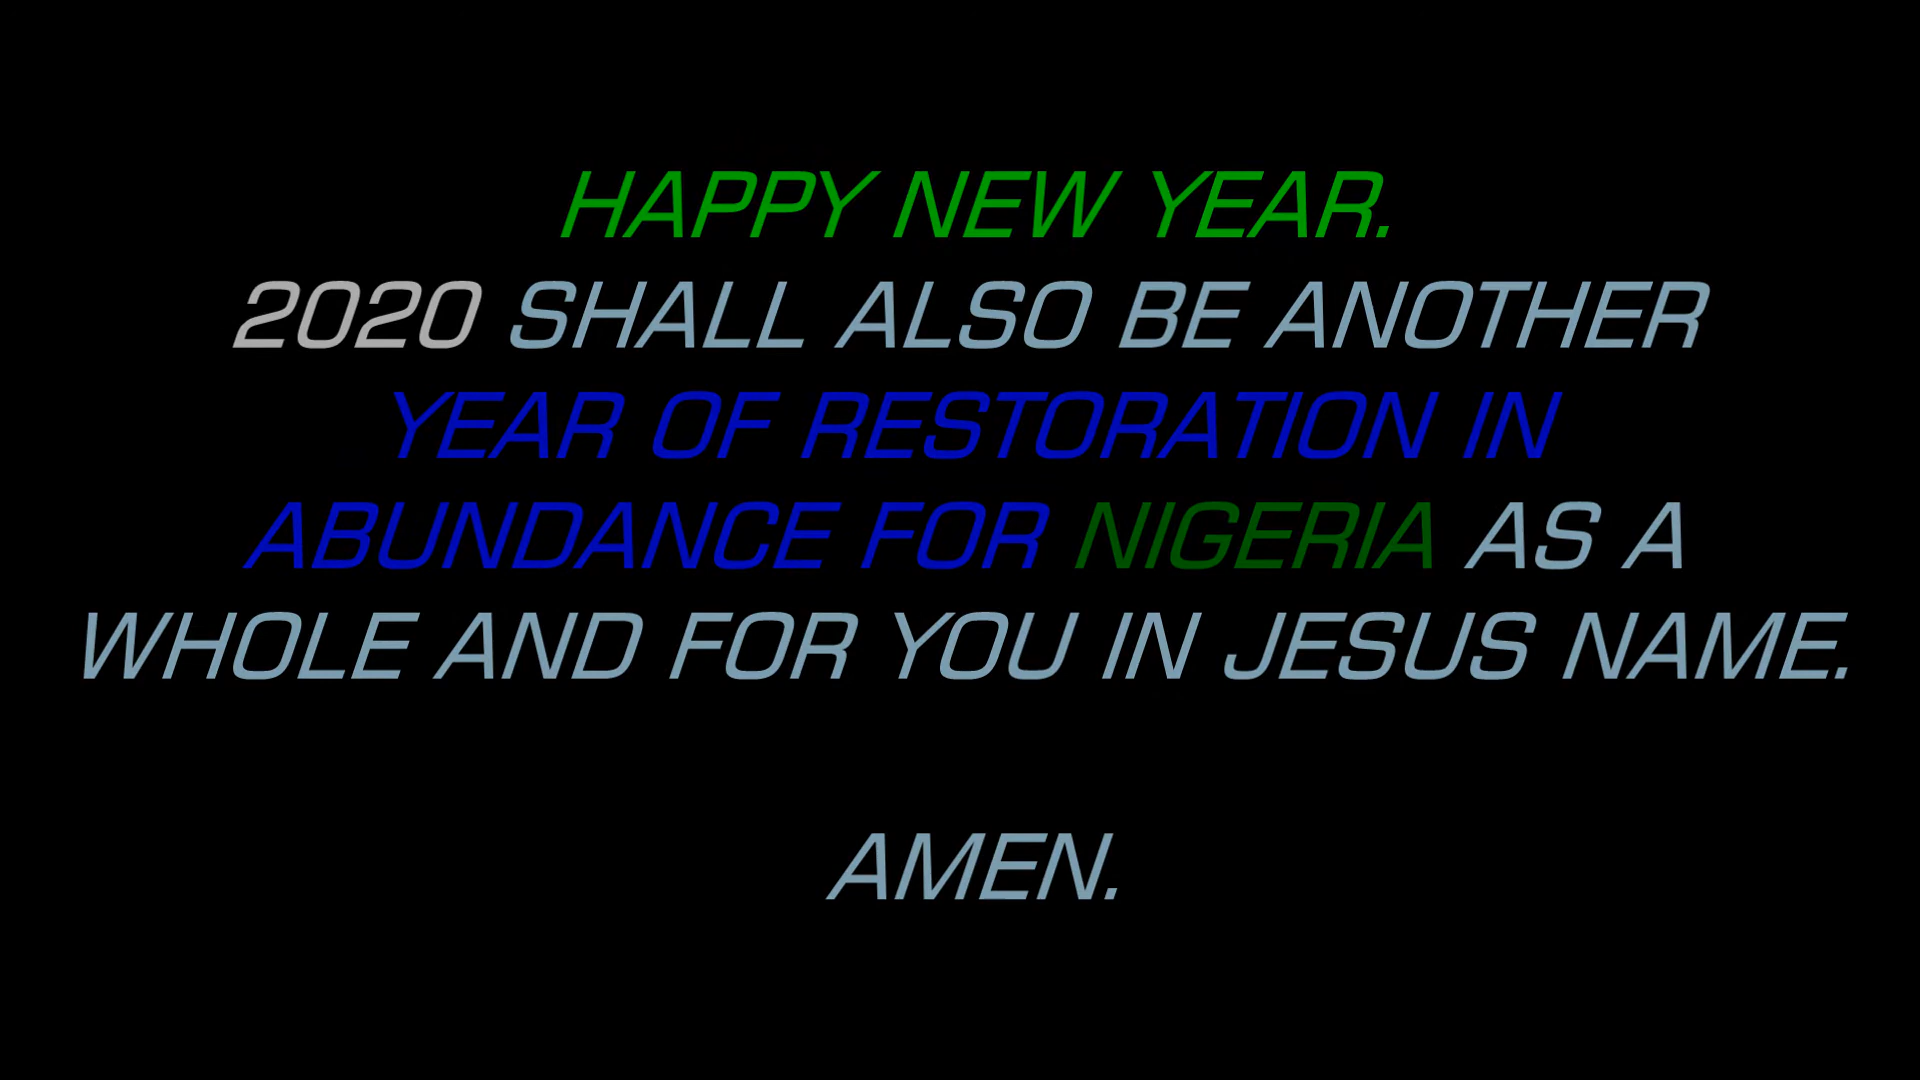 HAPPY NEW YEAR.
2020 SHALL ALSO BE ANOTHER
YEAR OF RESTORATION IN
ABUNDANCE FOR NIGERIA AS A
WHOLE AND FOR YOU IN JESUS NAME.
AMEN.